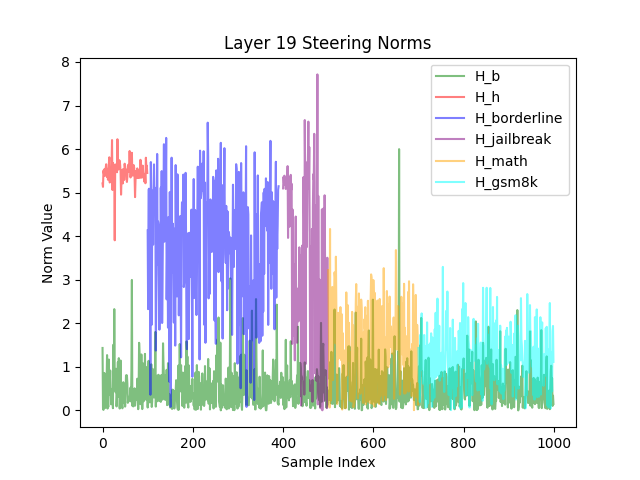 Layer 19 Steering Norms
8
7
6
5
4
3
2
1
0
Norm Value
H_b
H_h
H_borderline
H_jailbreak
H_math
H_gsm8k
0
200
400
600
800
1000
Sample Index